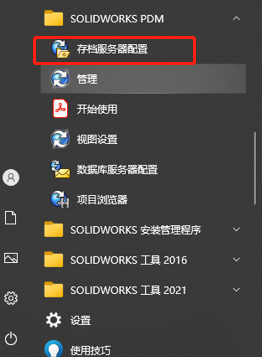 SOLIDWORKS PDM
存档服务器配置
管理
开始使用
视图设置
数据库服务器配置
项目浏览器
SOLIDWORKS 安装管理程序
SOLIDWORKS 工具 2016
SOLIDWORKS 工具 2021
设置
使用技巧